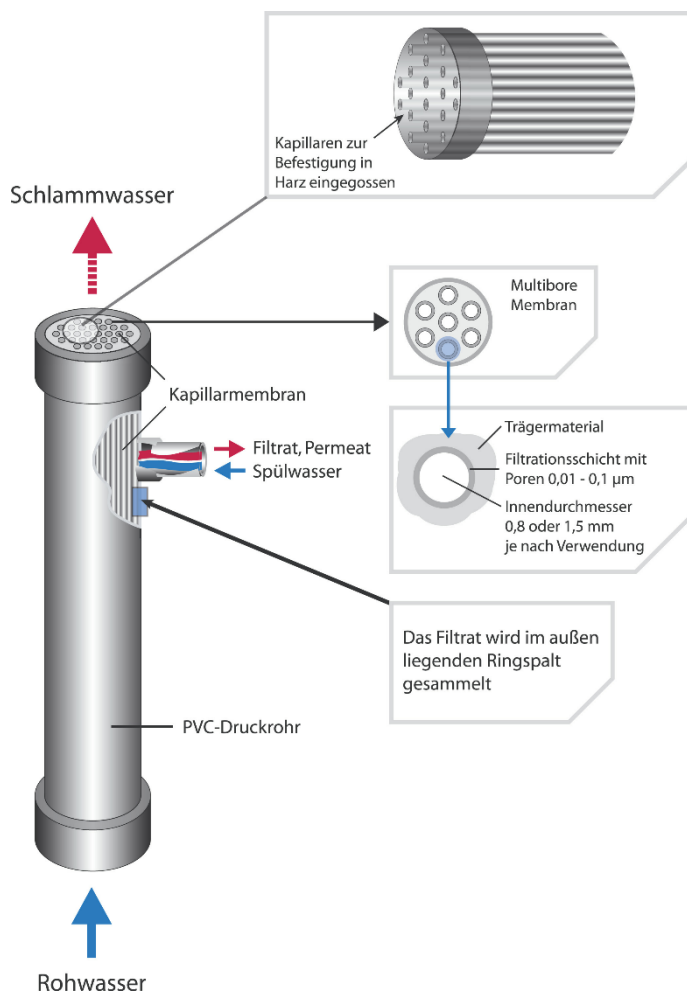 Kapillaren zur
Befestigung in
Harz eingegossen
Schlammwasser
Multibore
Membran
Kapillarmembran
Trägermaterial
Filtrat, Permeat
Filtrationsschicht mit
Poren 0,01 - 0,1 µm
Spülwasser
Innendurchmesser
0,8 oder 1,5 mm
je nach Verwendung
Das Filtrat wird im außen
liegenden Ringspalt
gesammelt
PVC-Druckrohr
Rohwasser